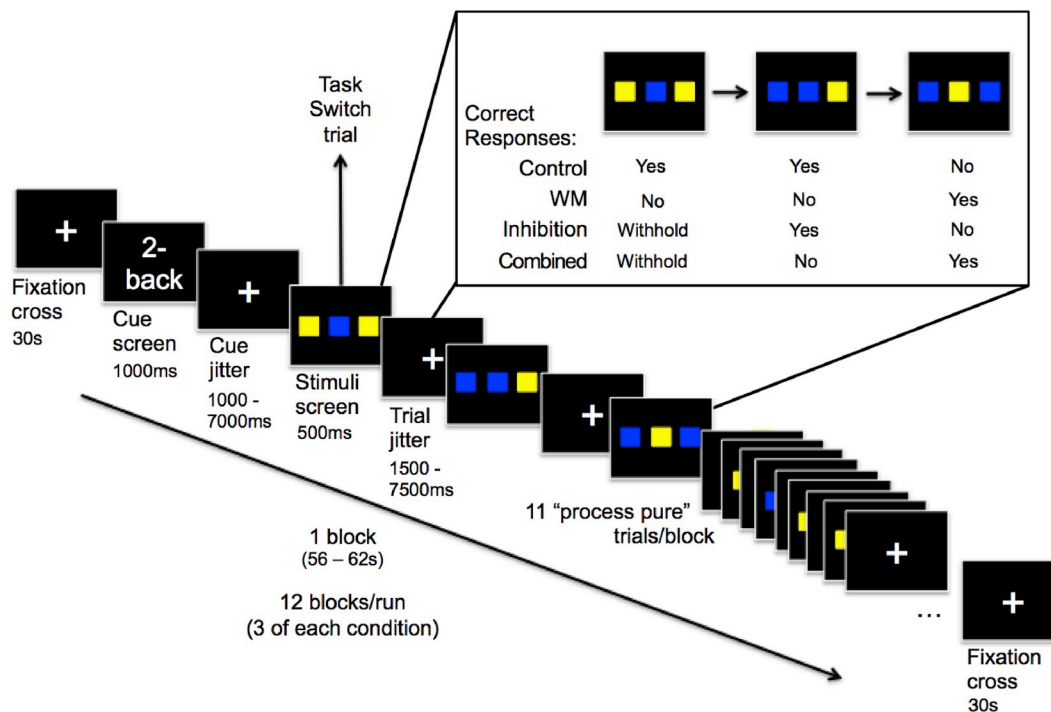 Task
Switch
trial
Correct
Responses:
Control Yes Yes No
WM No No Yes
Inhibition Withhold Yes No
Combined Withhold No Yes
+
Fixation
cross
30s
2-
back
Cue
screen
1000ms
+
Cue
jitter
1000 -
7000ms
Stimuli
screen
500ms
+
Trial
jitter
1500 -
7500ms
+
11 “process pure”
trials/block
+
...
+
Fixation
cross
30s
1 block
(56 – 62s)
12 blocks/run
(3 of each condition)